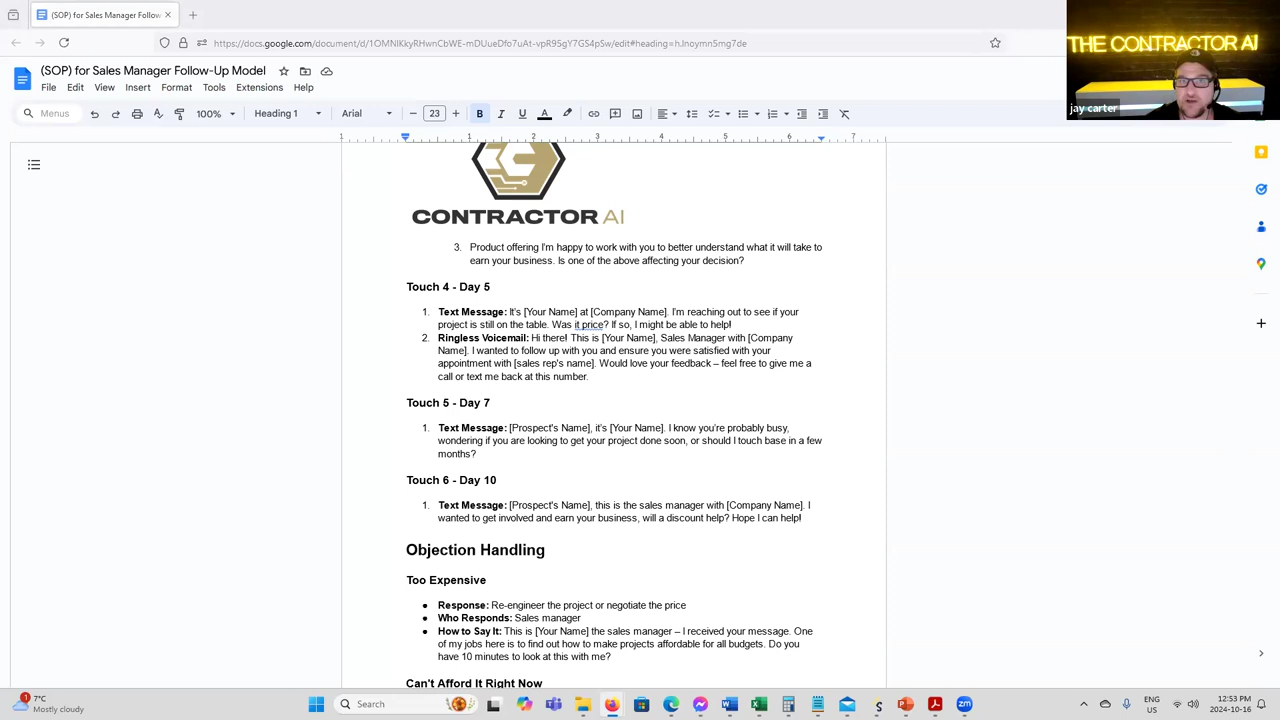 (SOP) for Sales Manager Follow-U
https://docs.google.com/document/d/
(SOP) for Sales Manager Follow-Up Model
File Edit View Insert Format Tools Extensions Help
Menus 100% Heading 1 Arial 23 B I U A
THE CONTRACTOR AI
jay carter
1 1 2 3 4 5 6 7
CONTRACTOR AI
3. Product offering I'm happy to work with you to better understand what it will take to
earn your business. Is one of the above affecting your decision?
Touch 4 - Day 5
1. Text Message: It's [Your Name] at [Company Name]. I'm reaching out to see if your
project is still on the table. Was it price? If so, I might be able to help!
2. Ringless Voicemail: Hi there! This is [Your Name], Sales Manager with [Company
Name]. I wanted to follow up with you and ensure you were satisfied with your
appointment with [sales rep's name]. Would love your feedback – feel free to give me a
call or text me back at this number.
Touch 5 - Day 7
1. Text Message: [Prospect's Name], it's [Your Name]. I know you're probably busy,
wondering if you are looking to get your project done soon, or should I touch base in a few
months?
Touch 6 - Day 10
1. Text Message: [Prospect's Name], this is the sales manager with [Company Name]. I
wanted to get involved and earn your business, will a discount help? Hope I can help!
Objection Handling
Too Expensive
● Response: Re-engineer the project or negotiate the price
● Who Responds: Sales manager
● How to Say It: This is [Your Name] the sales manager – I received your message. One
of my jobs here is to find out how to make projects affordable for all budgets. Do you
have 10 minutes to look at this with me?
Can't Afford It Right Now
1 7°C
Mostly cloudy
Search
ENG
US
12:53 PM
2024-10-16